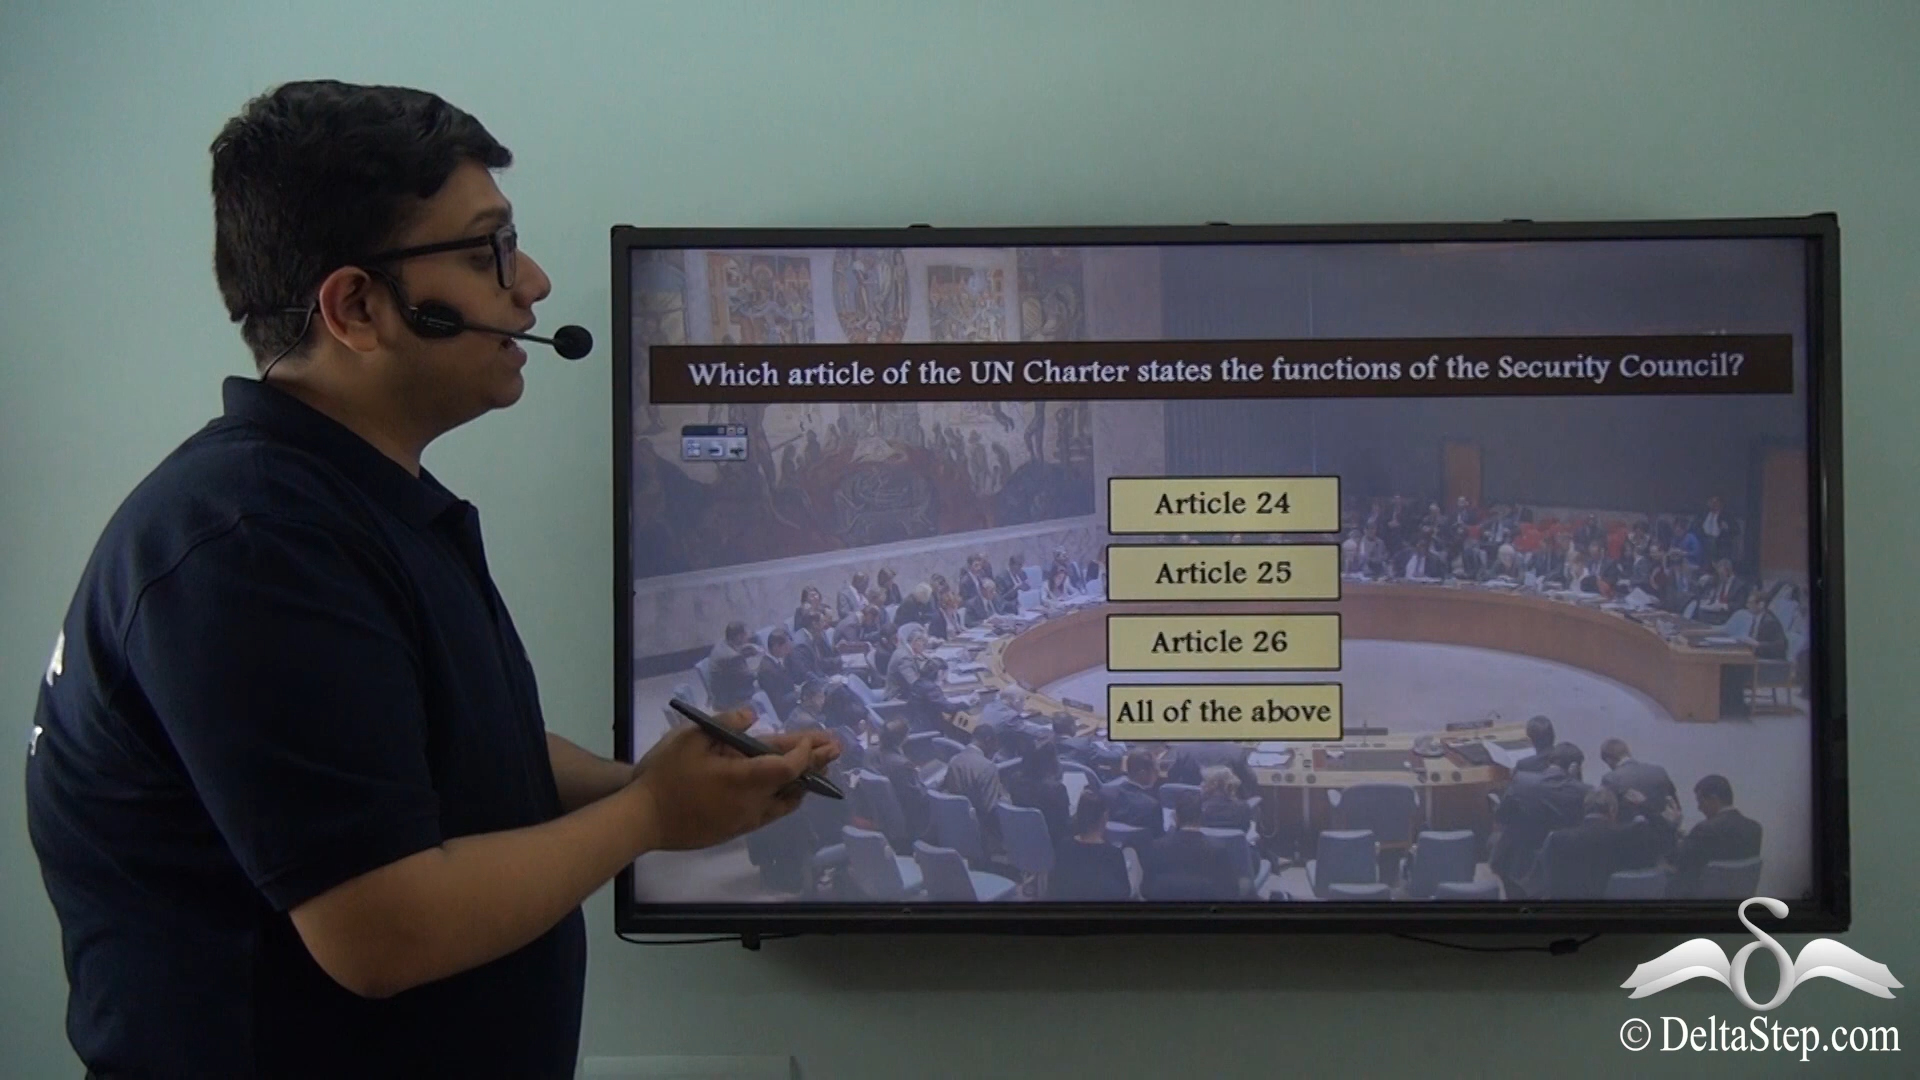 Which article of the UN Charter states the functions of the Security Council?
Article 24
Article 25
Article 26
All of the above
© DeltaStep.com